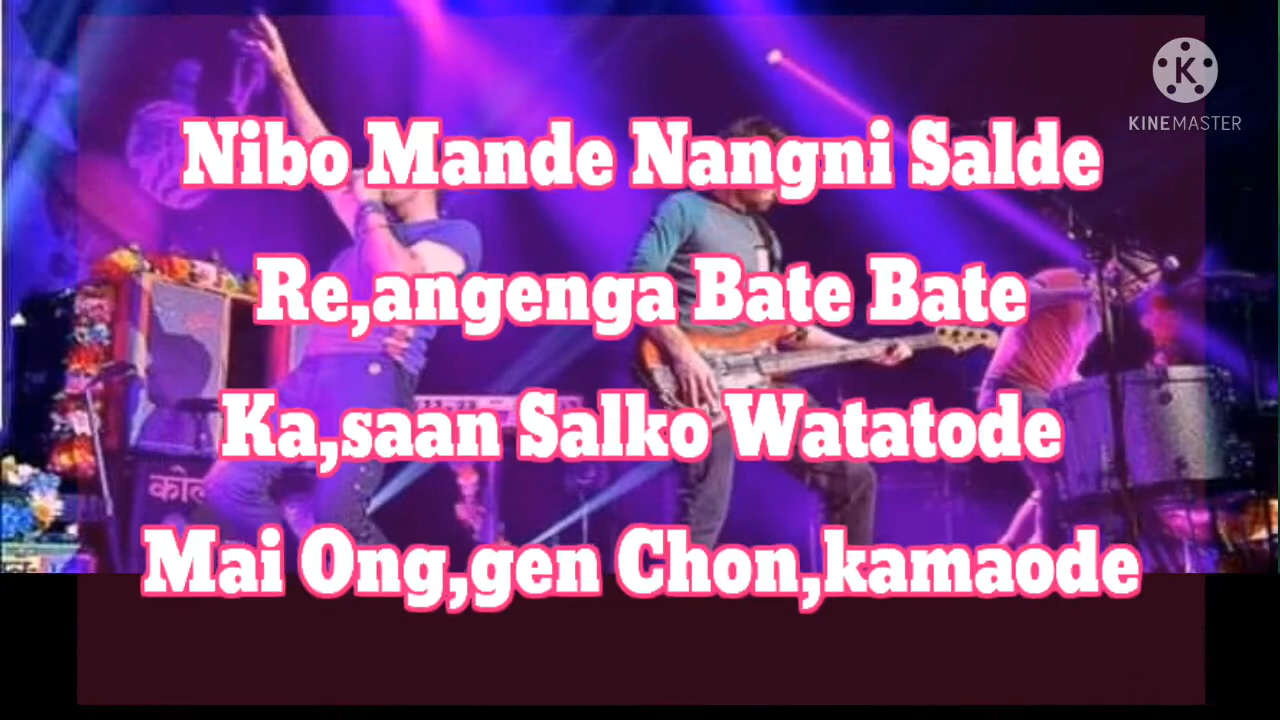 KINEMASTER
Nibo Mande Nangni Salde
Re,angenga Bate Bate
Ka,saan Salko Watatode
Mai Ong,gen Chon,kamaode